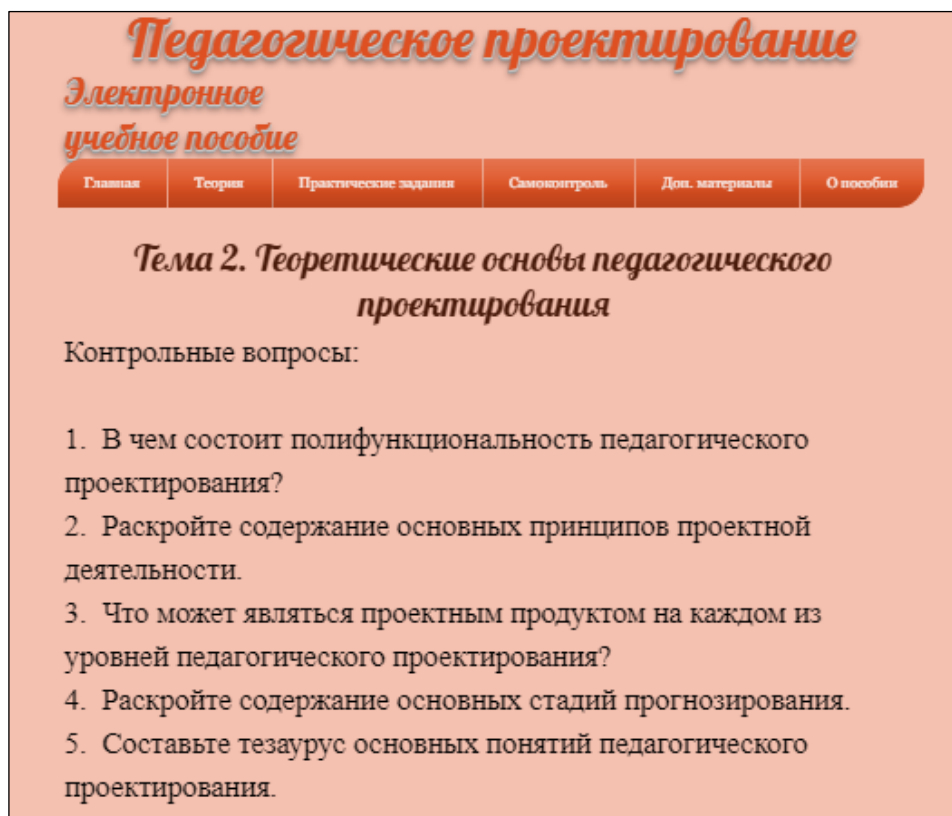 Педагогическое проектирование
Электронное
учебное пособие
Главная Теория Практические задания Самоконтроль Доп. материалы О пособии
Тема 2. Теоретические основы педагогического
проектирования
Контрольные вопросы:
1. В чем состоит полифункциональность педагогического
проектирования?
2. Раскройте содержание основных принципов проектной
деятельности.
3. Что может являться проектным продуктом на каждом из
уровней педагогического проектирования?
4. Раскройте содержание основных стадий прогнозирования.
5. Составьте тезаурус основных понятий педагогического
проектирования.